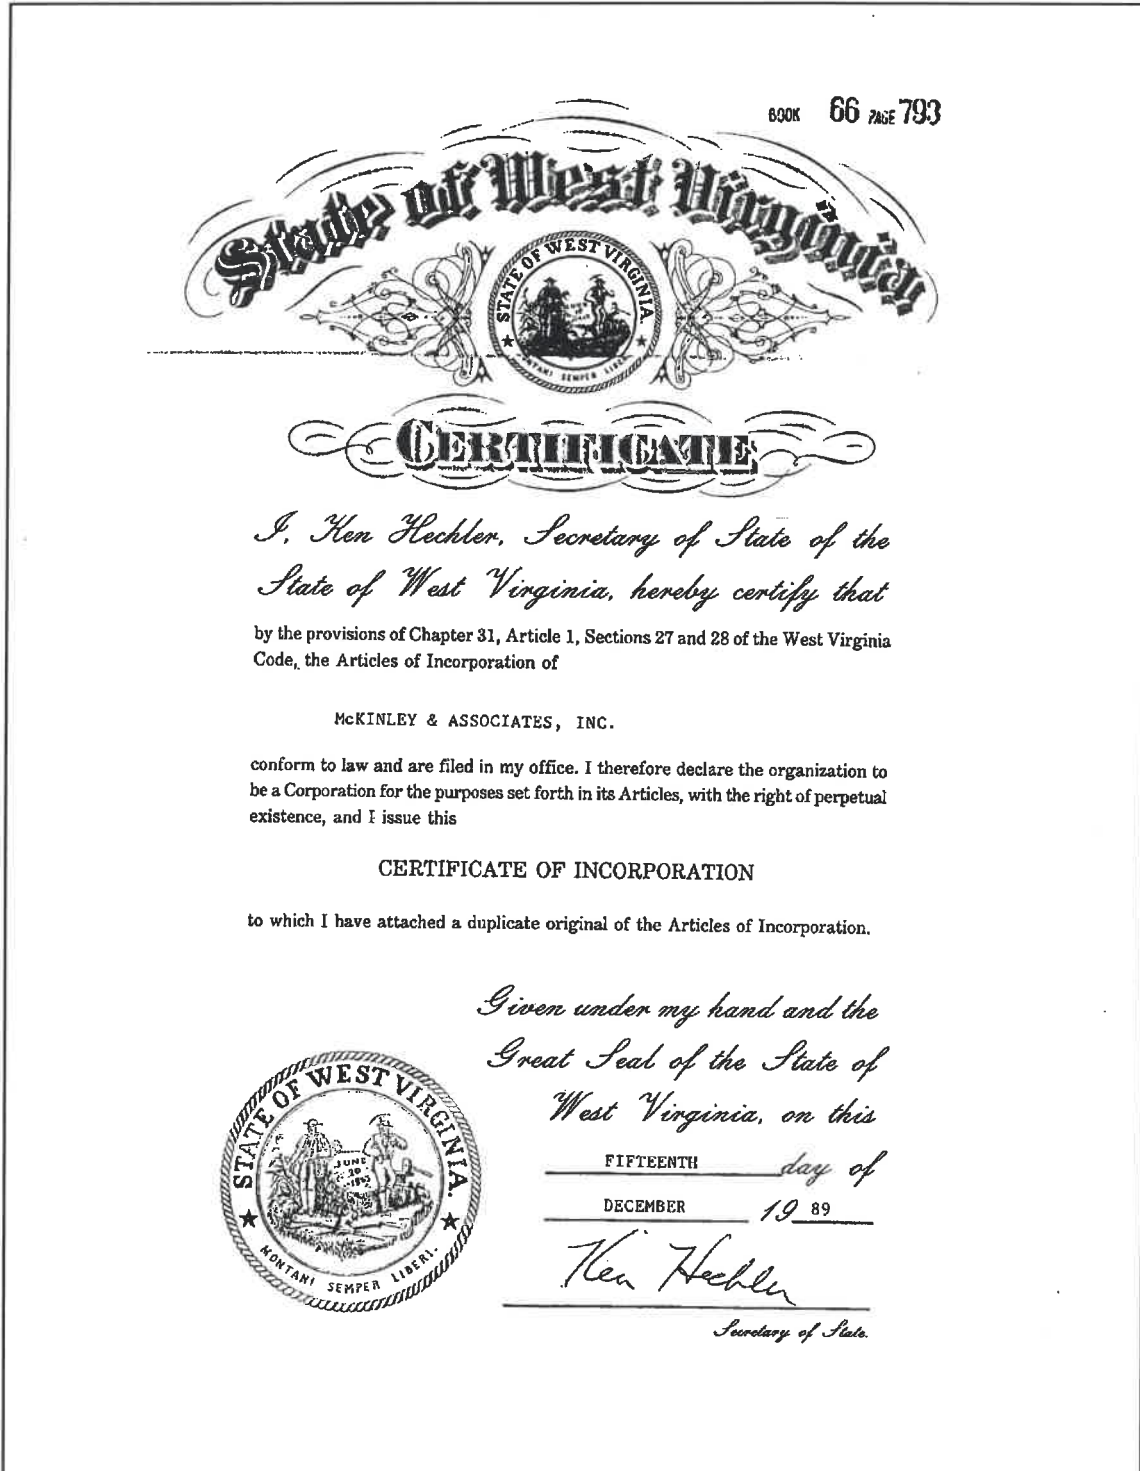 BOOK 66 PAGE 793
State of West Virginia
STATE OF WEST VIRGINIA.
MONTANI SEMPER LIBERI
CERTIFICATE
I, Ken Hechler, Secretary of State of the
State of West Virginia, hereby certify that
by the provisions of Chapter 31, Article 1, Sections 27 and 28 of the West Virginia
Code, the Articles of Incorporation of
McKINLEY & ASSOCIATES, INC.
conform to law and are filed in my office. I therefore declare the organization to
be a Corporation for the purposes set forth in its Articles, with the right of perpetual
existence, and I issue this
CERTIFICATE OF INCORPORATION
to which I have attached a duplicate original of the Articles of Incorporation.
Given under my hand and the
Great Seal of the State of
West Virginia, on this
FIFTEENTH day of
DECEMBER 19 89
Ken Hechler
Secretary of State.
STATE OF WEST VIRGINIA.
JUNE
20
1863
MONTANI SEMPER LIBERI.